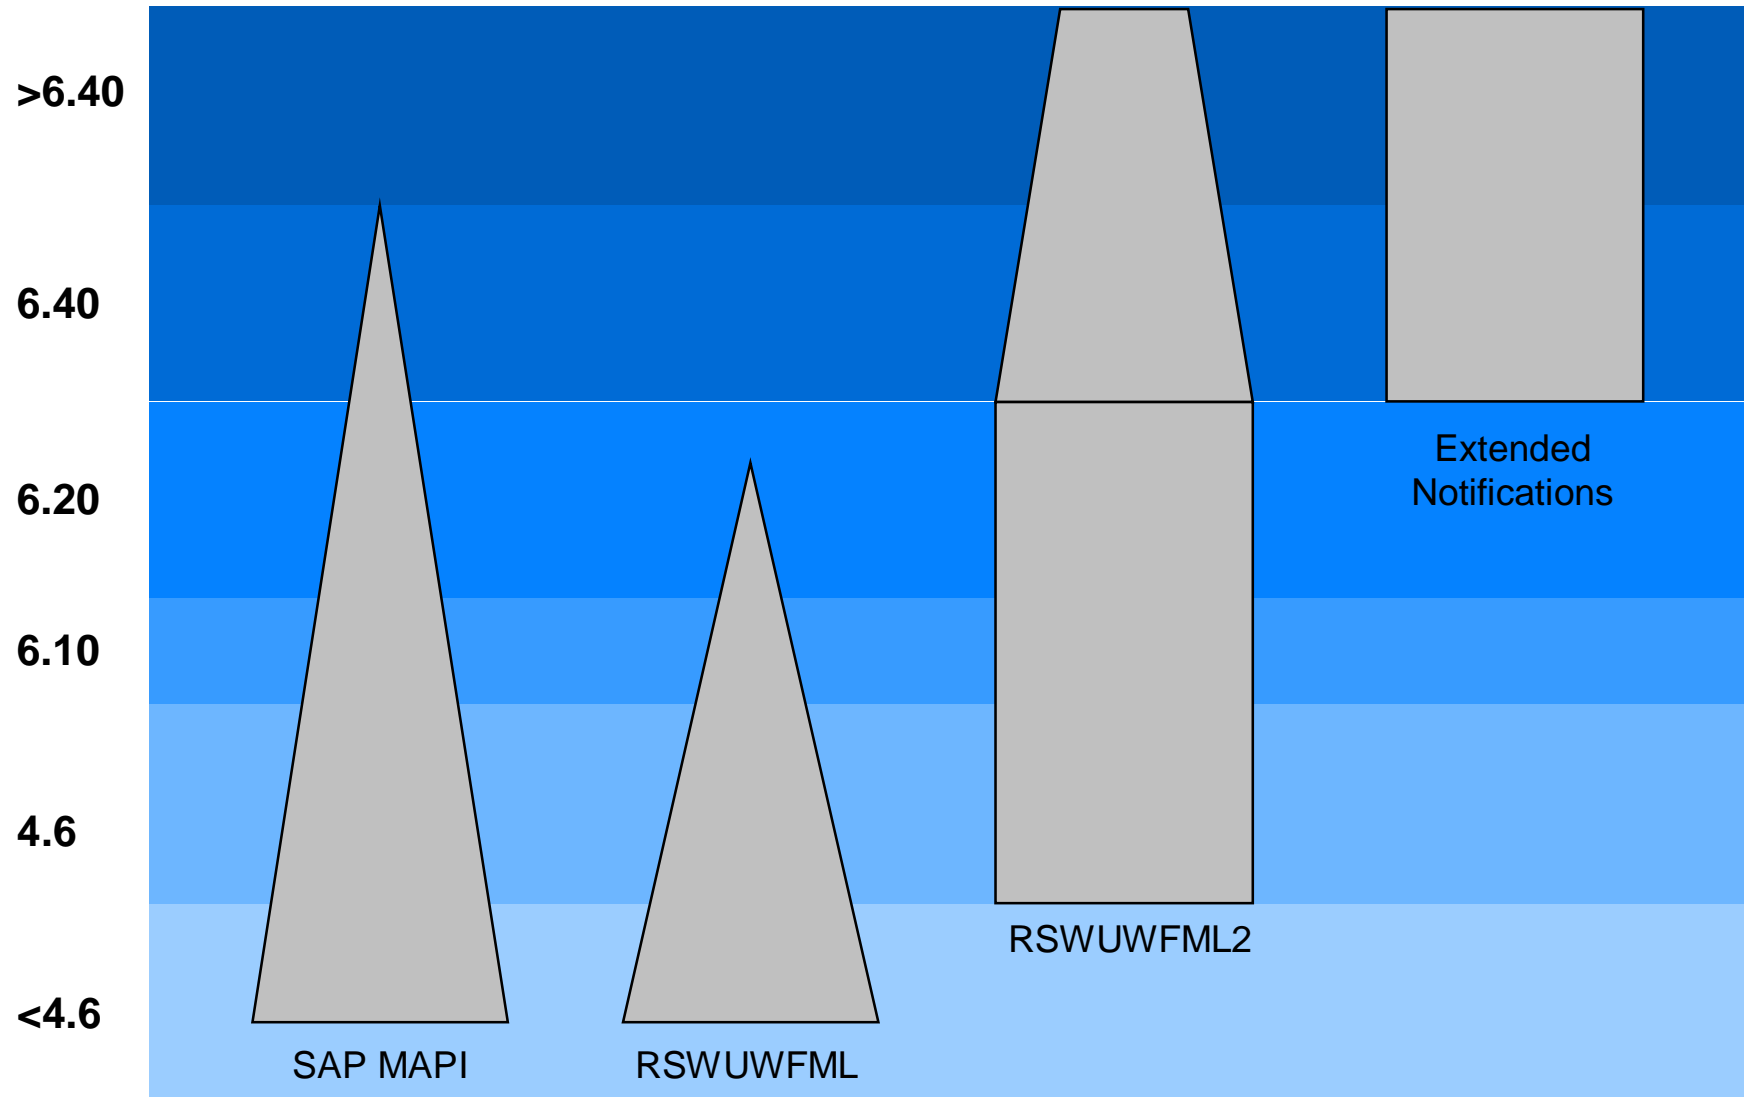 >6.40
6.40
6.20
6.10
4.6
<4.6
SAP MAPI
RSWUWFML
RSWUWFML2
Extended
Notifications